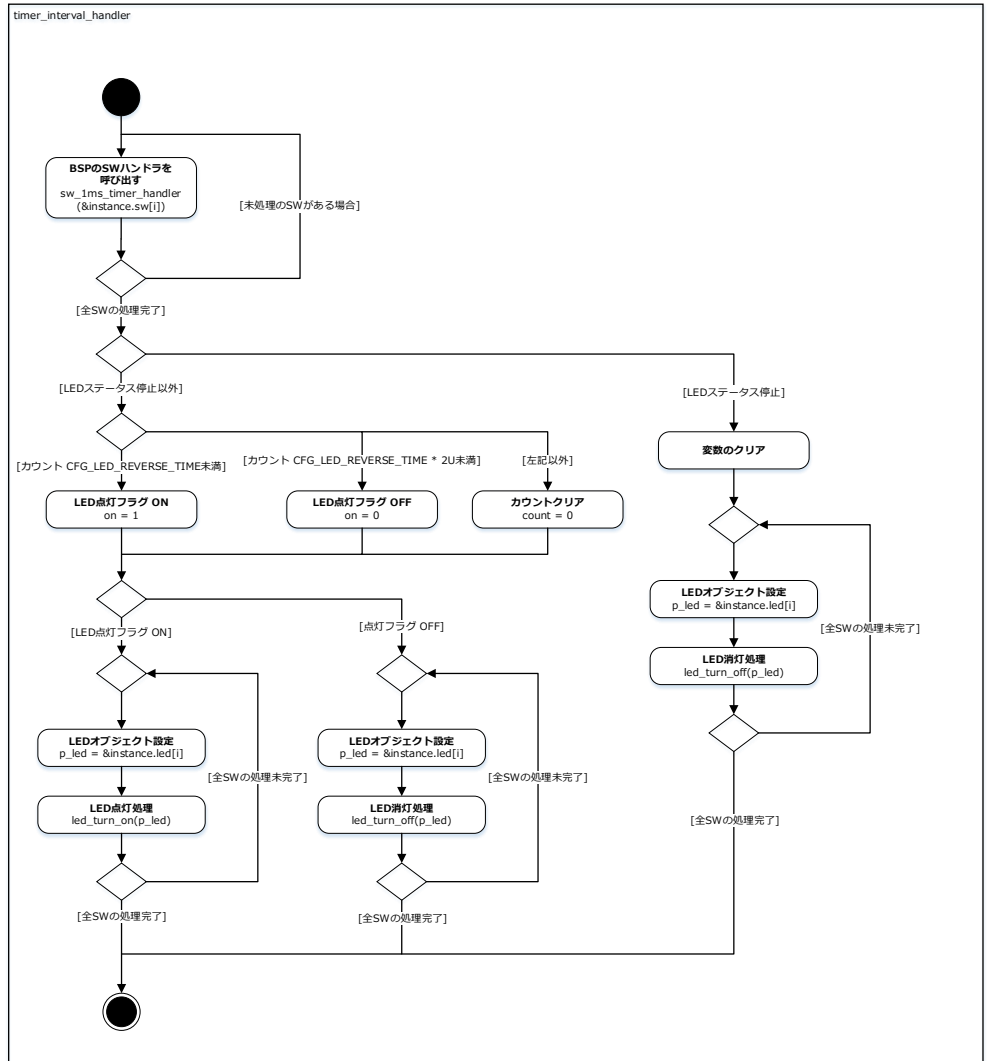 timer_interval_handler
BSPのSWハンドラを
呼び出す
sw_1ms_timer_handler
(&instance.sw[i])
[未処理のSWがある場合]
[全SWの処理完了]
[LEDステータス停止以外]
[LEDステータス停止]
[カウント CFG_LED_REVERSE_TIME未満]
[カウント CFG_LED_REVERSE_TIME * 2U未満]
[左記以外]
変数のクリア
LED点灯フラグ ON
on = 1
LED点灯フラグ OFF
on = 0
カウントクリア
count = 0
LEDオブジェクト設定
p_led = &instance.led[i]
[全SWの処理未完了]
LED消灯処理
led_turn_off(p_led)
[全SWの処理完了]
[LED点灯フラグ ON]
[点灯フラグ OFF]
LEDオブジェクト設定
p_led = &instance.led[i]
[全SWの処理未完了]
LED点灯処理
led_turn_on(p_led)
[全SWの処理完了]
LEDオブジェクト設定
p_led = &instance.led[i]
[全SWの処理未完了]
LED消灯処理
led_turn_off(p_led)
[全SWの処理完了]